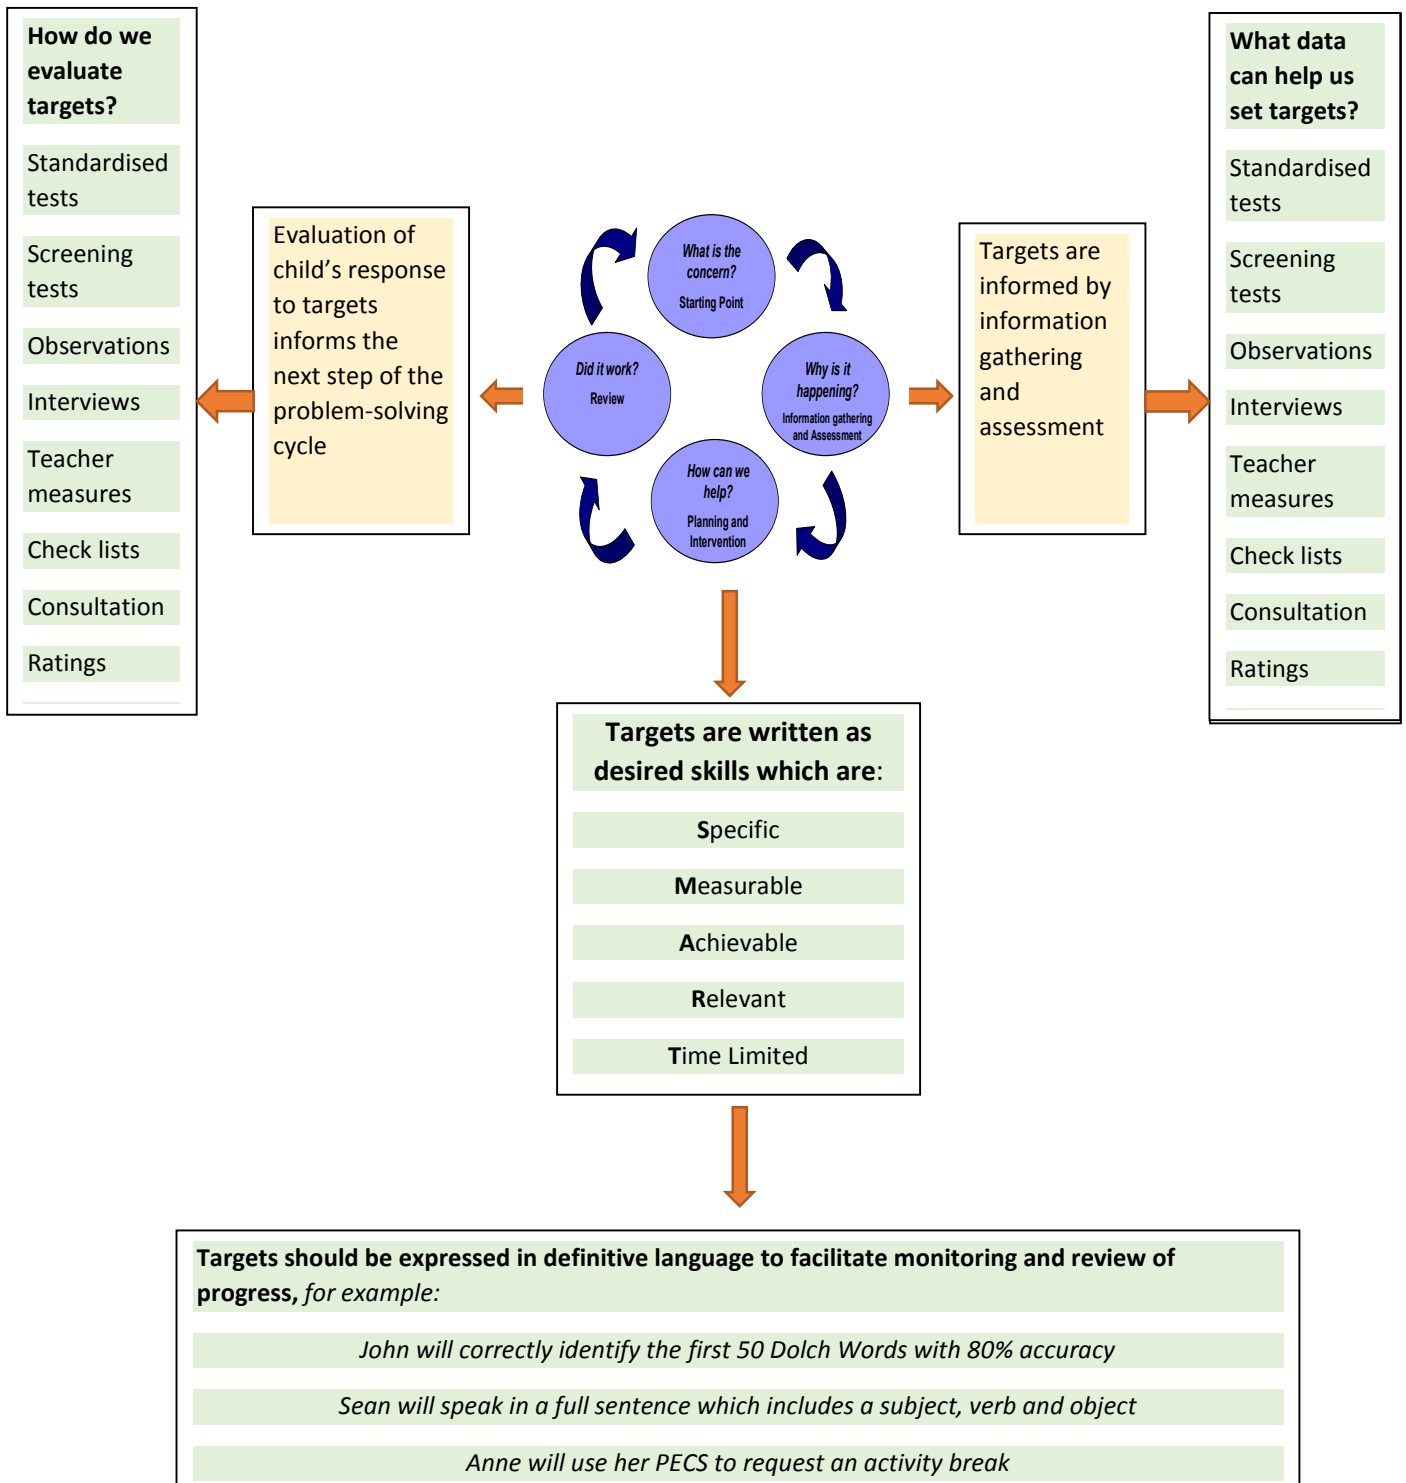 How do we
evaluate
targets?
Standardised
tests
Screening
tests
Observations
Interviews
Teacher
measures
Check lists
Consultation
Ratings
Evaluation of
child’s response
to targets
informs the
next step of the
problem-solving
cycle
What is the
concern?
Starting Point
Did it work?
Review
Why is it
happening?
Information gathering
and Assessment
How can we
help?
Planning and
Intervention
Targets are
informed by
information
gathering
and
assessment
What data
can help us
set targets?
Standardised
tests
Screening
tests
Observations
Interviews
Teacher
measures
Check lists
Consultation
Ratings
Targets are written as
desired skills which are:
Specific
Measurable
Achievable
Relevant
Time Limited
Targets should be expressed in definitive language to facilitate monitoring and review of
progress, for example:
John will correctly identify the first 50 Dolch Words with 80% accuracy
Sean will speak in a full sentence which includes a subject, verb and object
Anne will use her PECS to request an activity break